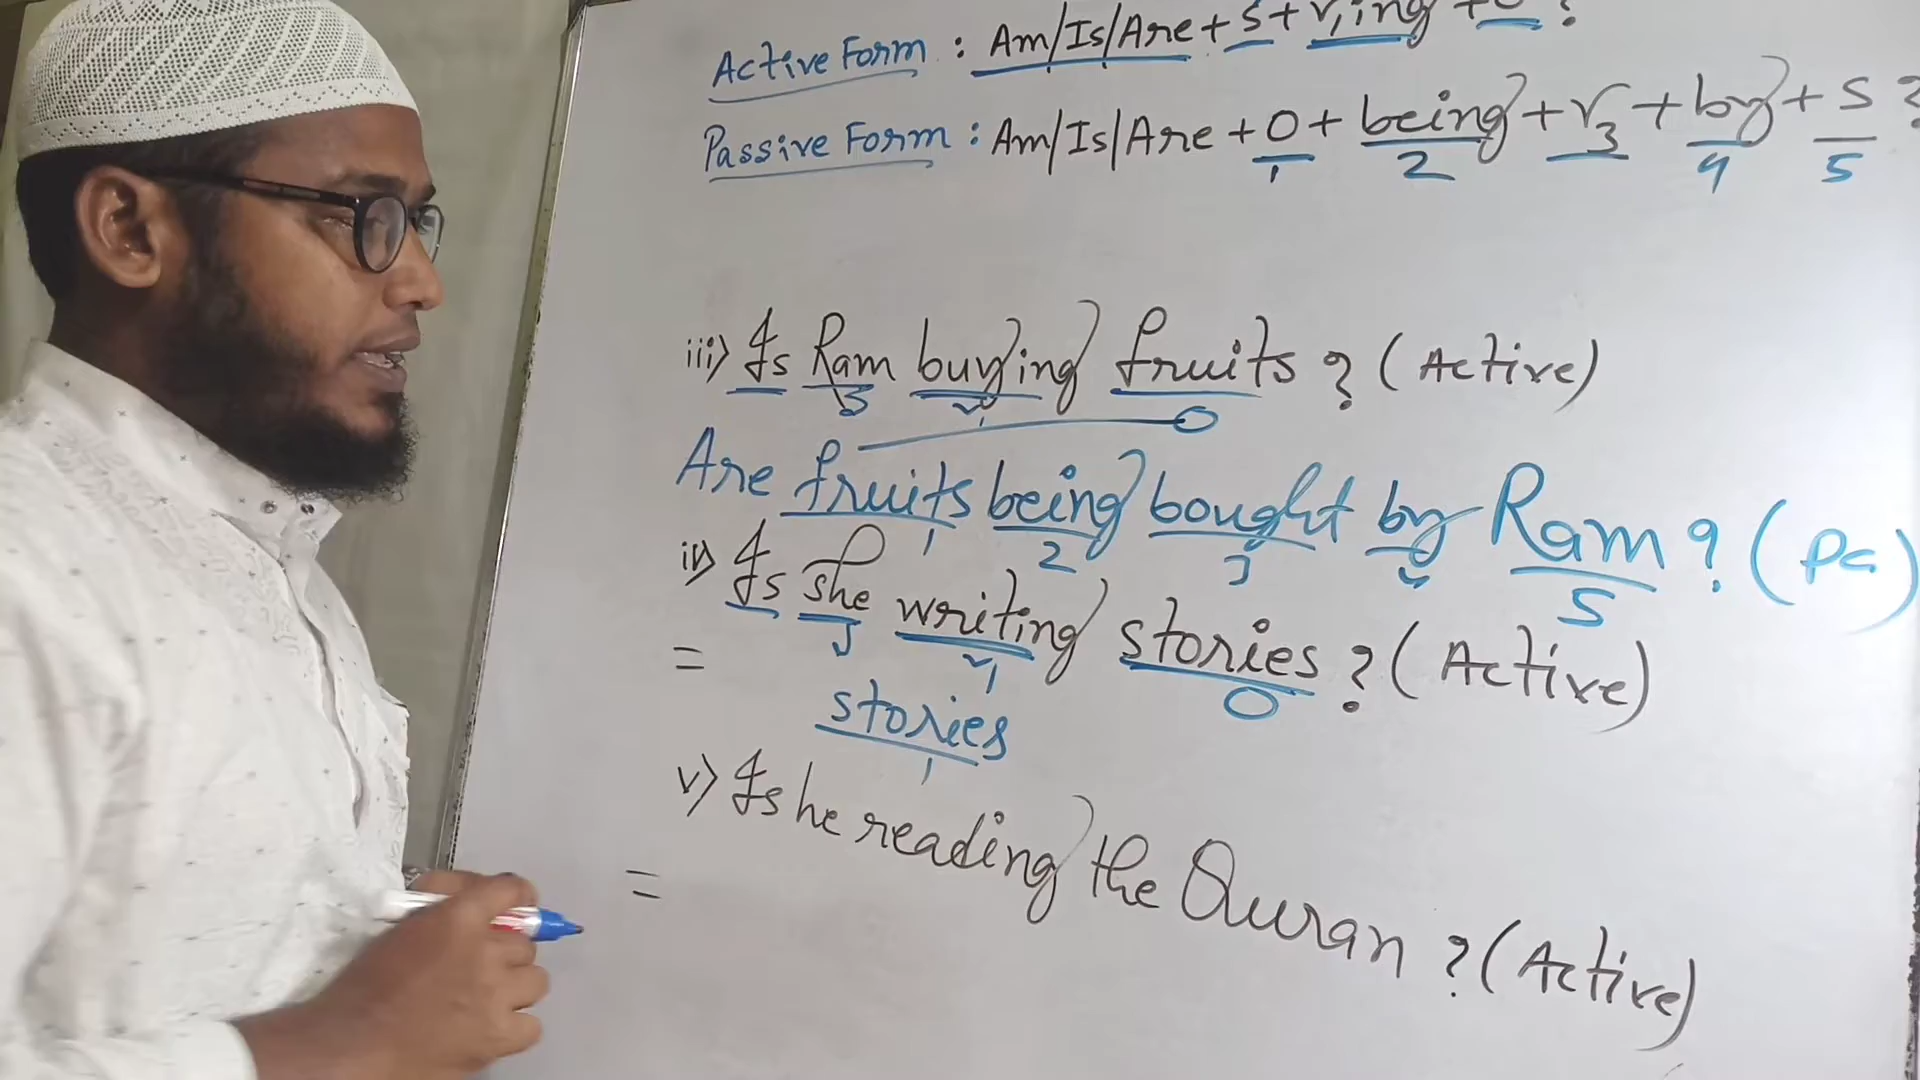 Active Form : Am/Is/Are + S + V1 ing + O ?
Passive Form : Am/Is/Are + O + being + V3 + by + S ?
1 2 4 5
iii) Is Ram buying fruits ? (Active)
S V1 O
Are fruits being bought by Ram ? (Pa)
1 2 3 4 5
iv) Is she writing stories ? (Active)
S V1 O
=
stories
1
v) Is he reading the Quran ? (Active)
=